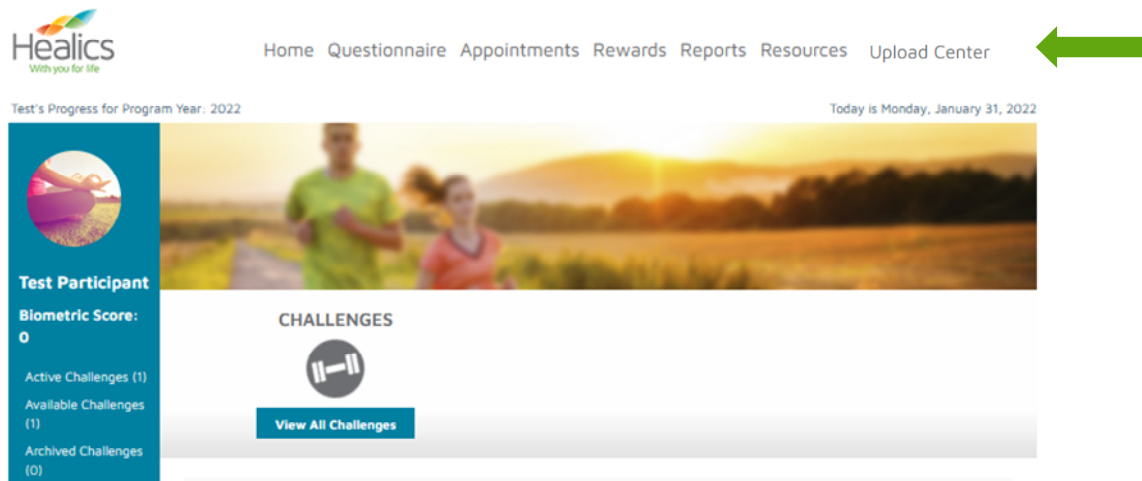 Healics
With you for life
Home Questionnaire Appointments Rewards Reports Resources Upload Center
Test's Progress for Program Year: 2022
Today is Monday, January 31, 2022
Test Participant
Biometric Score:
0
Active Challenges (1)
Available Challenges
(1)
Archived Challenges
(0)
CHALLENGES
View All Challenges